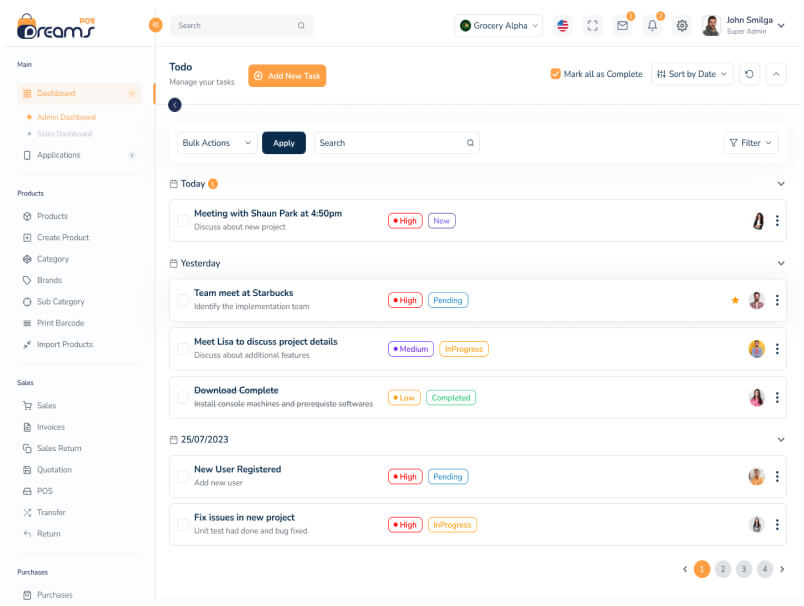 POS
Dreams
Search
Grocery Alpha
John Smilga
Super Admin
Main
Dashboard
Admin Dashboard
Sales Dashboard
Applications
Products
Products
Create Product
Category
Brands
Sub Category
Print Barcode
Import Products
Sales
Sales
Invoices
Sales Return
Quotation
POS
Transfer
Return
Purchases
Purchases
Todo
Manage your tasks
Add New Task
Mark all as Complete
Sort by Date
Bulk Actions
Apply
Search
Filter
Today
Meeting with Shaun Park at 4:50pm
Discuss about new project
High
New
Yesterday
Team meet at Starbucks
Identify the implementation team
High
Pending
Meet Lisa to discuss project details
Discuss about additional features
Medium
InProgress
Download Complete
Install console machines and prerequiste softwares
Low
Completed
25/07/2023
New User Registered
Add new user
High
Pending
Fix issues in new project
Unit test had done and bug fixed
High
InProgress
1 2 3 4